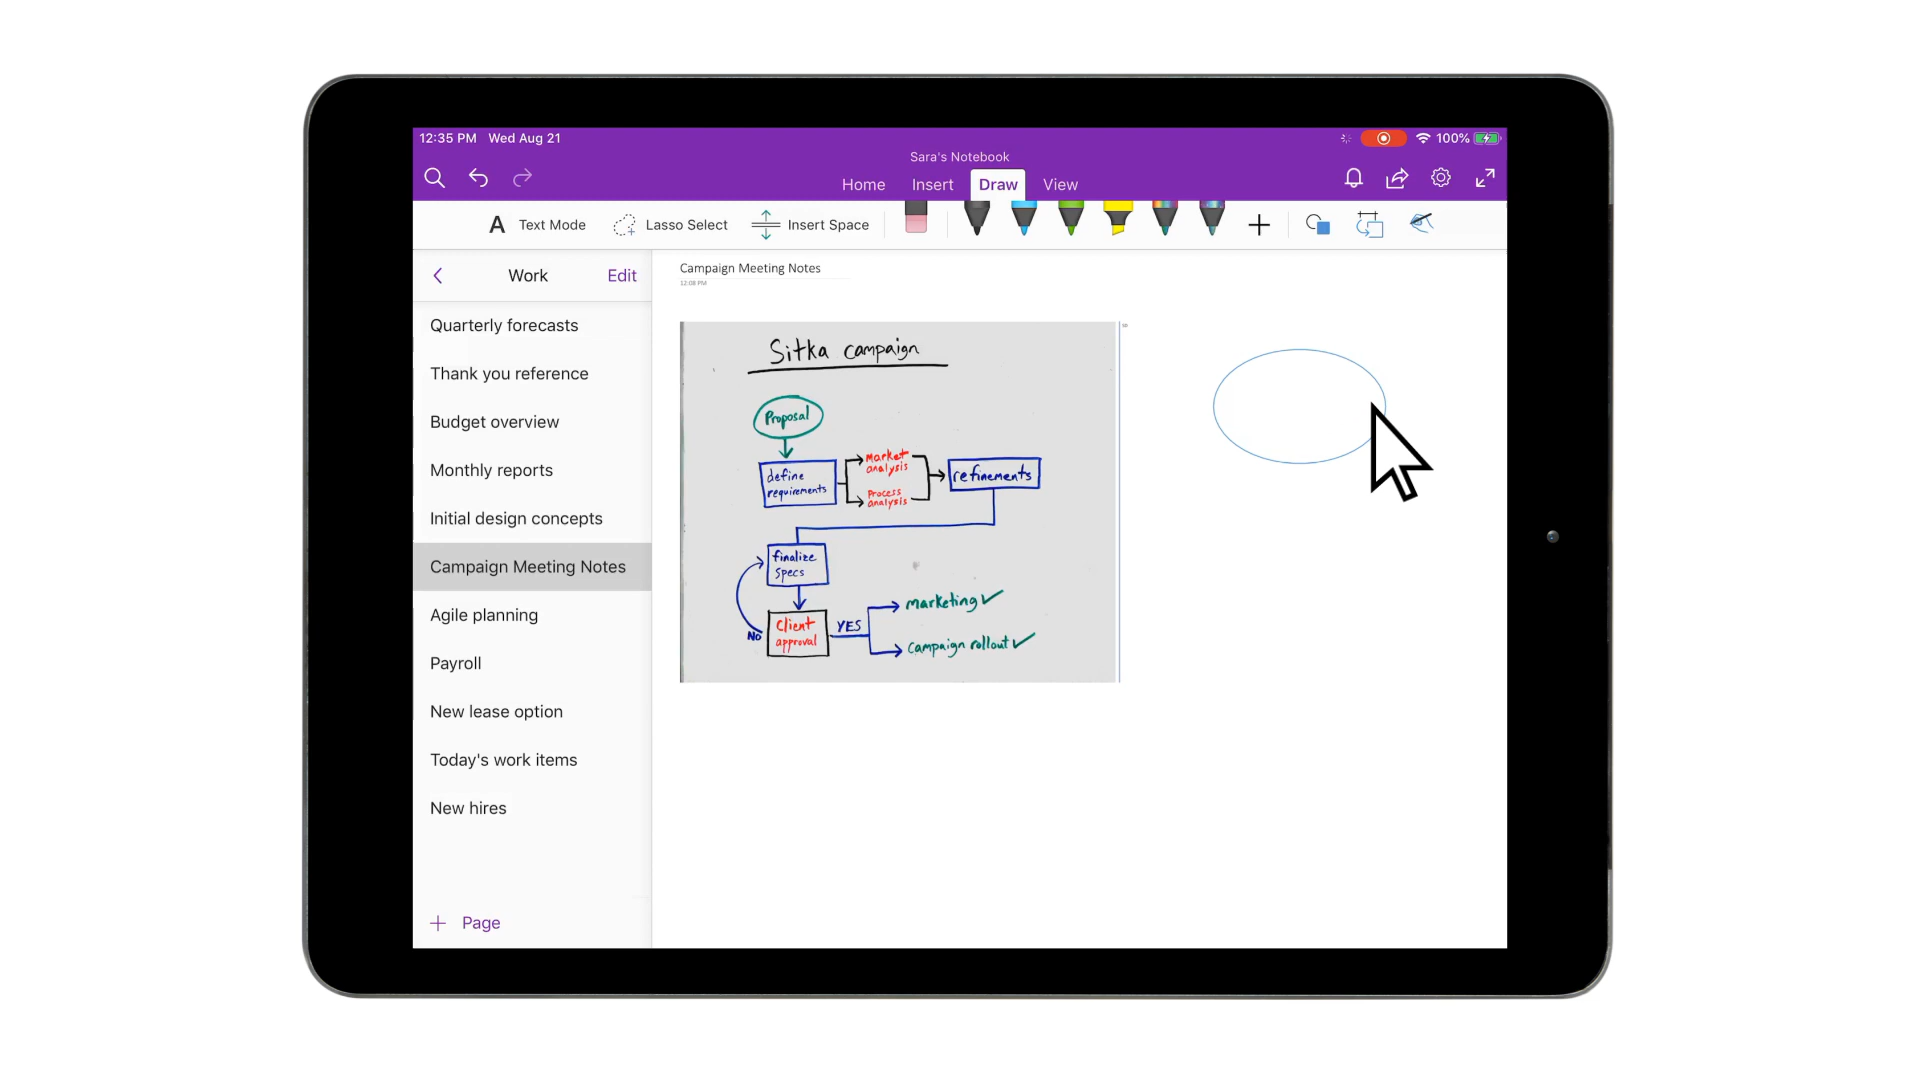 12:35 PM Wed Aug 21
100%
Sara's Notebook
Home Insert Draw View
A Text Mode Lasso Select Insert Space
Work Edit
Quarterly forecasts
Thank you reference
Budget overview
Monthly reports
Initial design concepts
Campaign Meeting Notes
Agile planning
Payroll
New lease option
Today's work items
New hires
+ Page
Campaign Meeting Notes
12:08 PM
Sitka campaign
Proposal
define
requirements
Market
analysis
Process
analysis
refinements
finalize
specs
NO
Client
approval
YES
marketing ✓
campaign rollout ✓